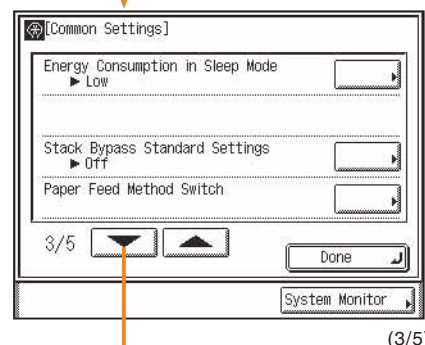 [Common Settings]
Energy Consumption in Sleep Mode
► Low
Stack Bypass Standard Settings
► Off
Paper Feed Method Switch
3/5
Done
System Monitor
(3/5)